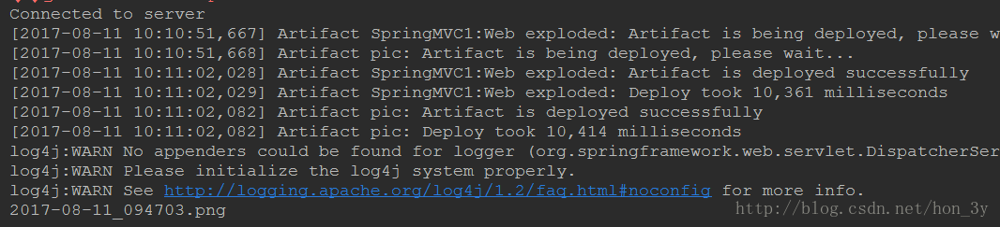 Connected to server
[2017-08-11 10:10:51,667] Artifact SpringMVC1:Web exploded: Artifact is being deployed, please w
[2017-08-11 10:10:51,668] Artifact pic: Artifact is being deployed, please wait...
[2017-08-11 10:11:02,028] Artifact SpringMVC1:Web exploded: Artifact is deployed successfully
[2017-08-11 10:11:02,029] Artifact SpringMVC1:Web exploded: Deploy took 10,361 milliseconds
[2017-08-11 10:11:02,082] Artifact pic: Artifact is deployed successfully
[2017-08-11 10:11:02,082] Artifact pic: Deploy took 10,414 milliseconds
log4j:WARN No appenders could be found for logger (org.springframework.web.servlet.DispatcherSer
log4j:WARN Please initialize the log4j system properly.
log4j:WARN See http://logging.apache.org/log4j/1.2/faq.html#noconfig for more info.
2017-08-11_094703.png
http://blog.csdn.net/hon_3y